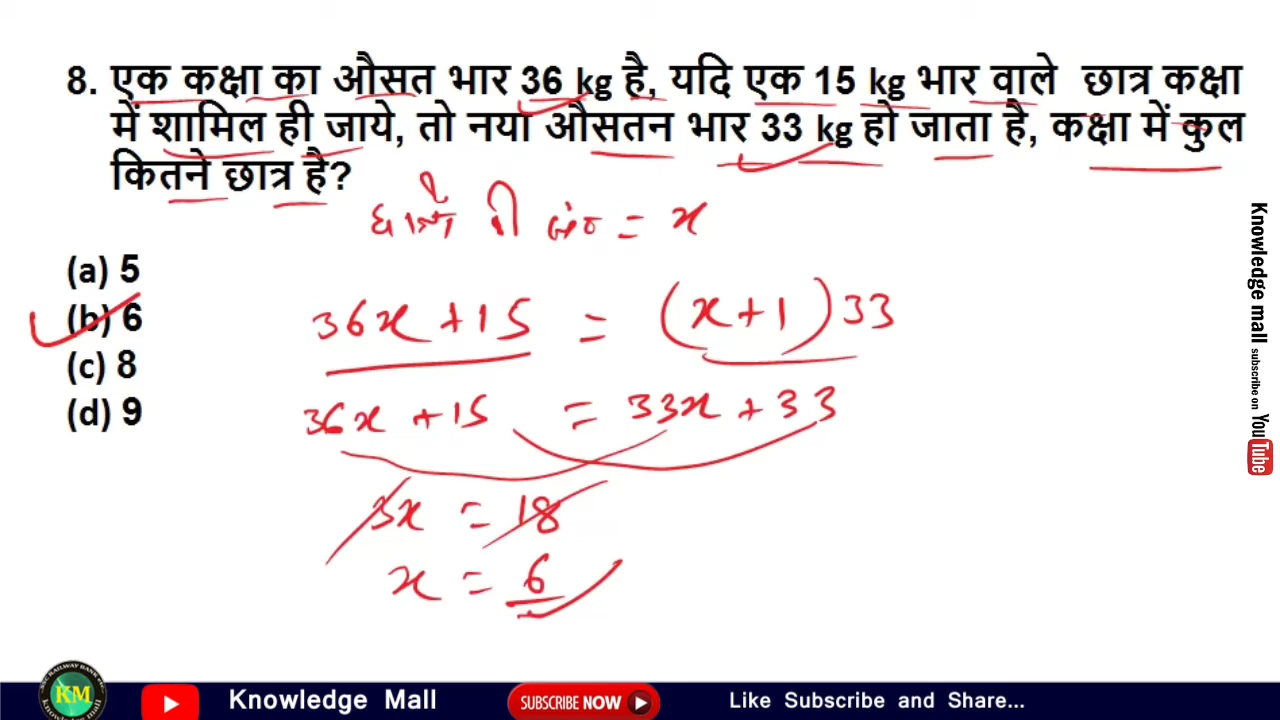 8. एक कक्षा का औसत भार 36 kg है, यदि एक 15 kg भार वाले छात्र कक्षा
में शामिल ही जाये, तो नया औसतन भार 33 kg हो जाता है, कक्षा में कुल
कितने छात्र है?
= x
(a) 5
(b) 6
(c) 8
(d) 9
36x + 15 = (x + 1) 33
36x + 15 = 33x + 33
3x = 18
x = 6
Knowledge mall subscribe on YouTube
KM
Knowledge Mall
SUBSCRIBE NOW
Like Subscribe and Share...